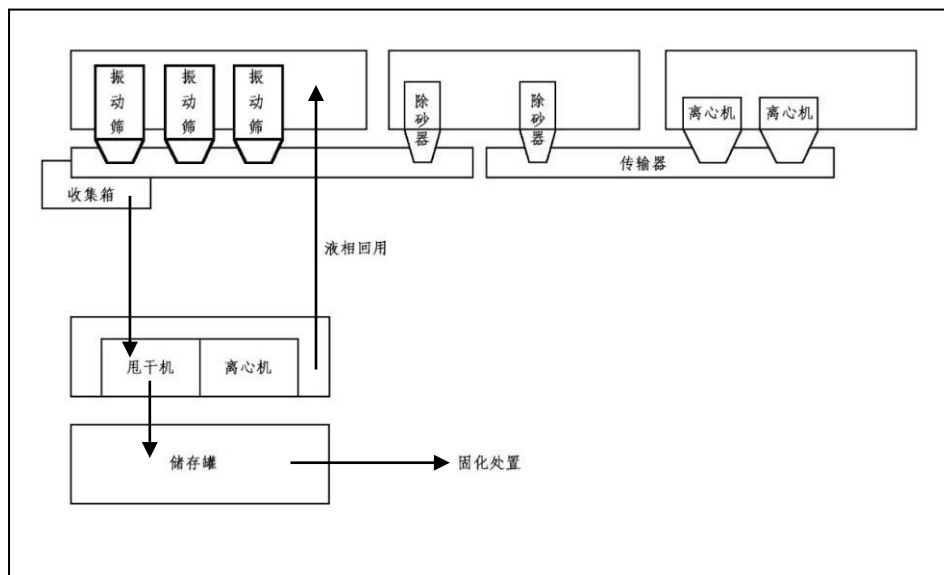 振动筛
振动筛
振动筛
除砂器
除砂器
离心机
离心机
传输器
收集箱
液相回用
甩干机
离心机
储存罐
固化处置